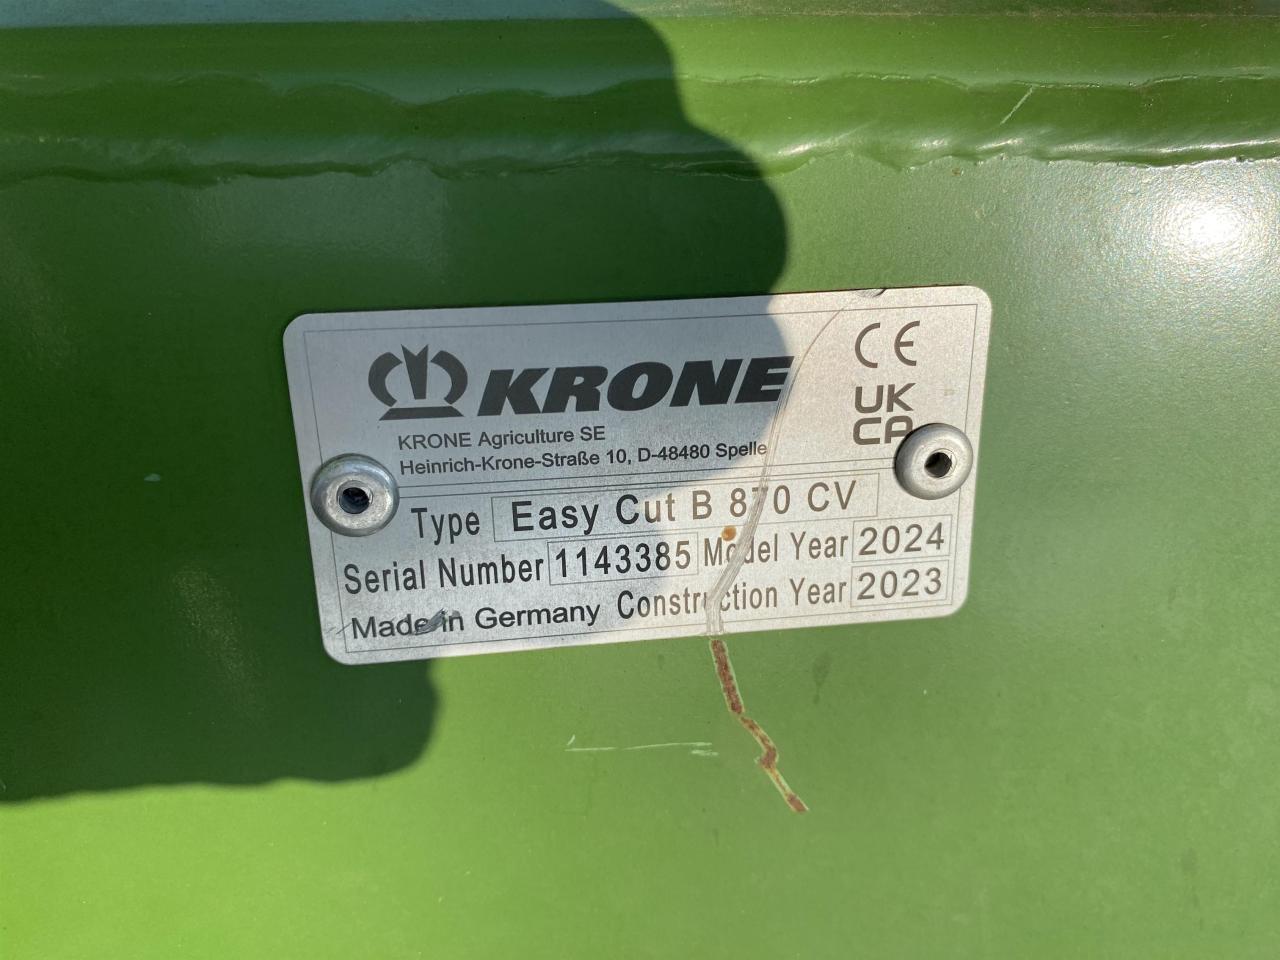 KRONE
CE
UK
CA
KRONE Agriculture SE
Heinrich-Krone-Straße 10, D-48480 Spelle
Type Easy Cut B 870 CV
Serial Number 1143385 Model Year 2024
Made in Germany Construction Year 2023